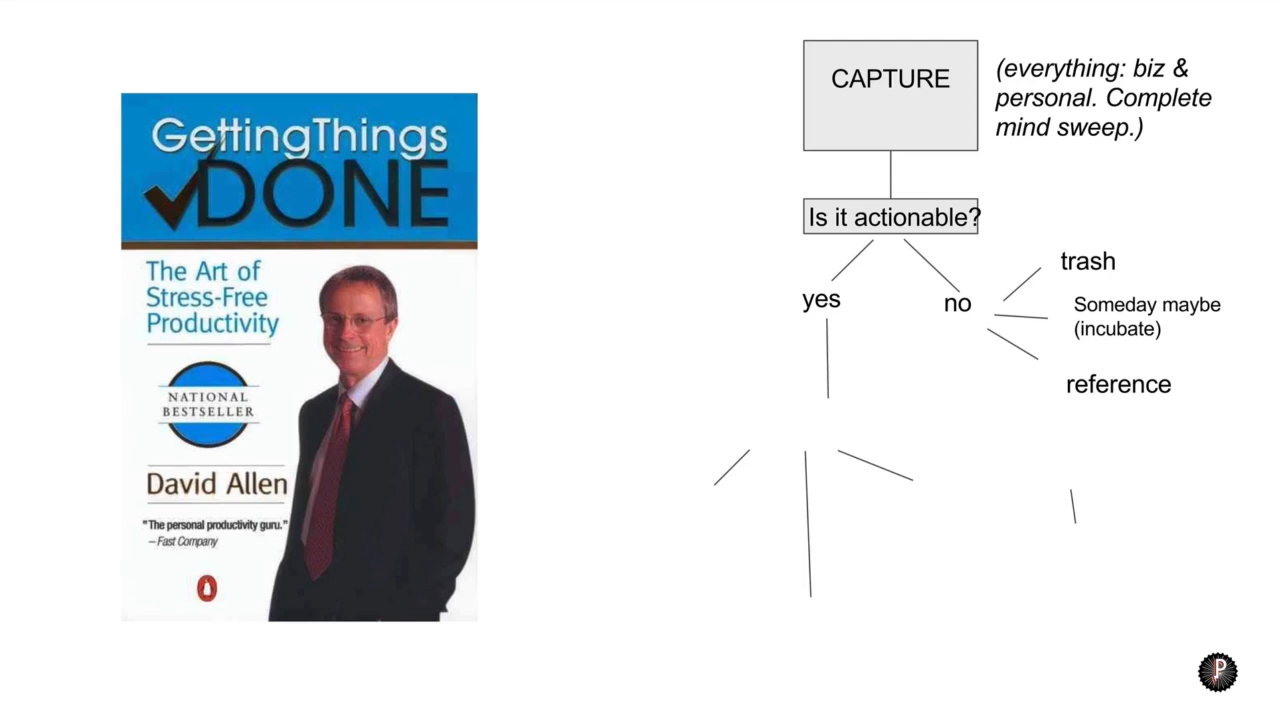 GettingThings
DONE
The Art of
Stress-Free
Productivity
NATIONAL
BESTSELLER
David Allen
"The personal productivity guru."
–Fast Company
CAPTURE
(everything: biz &
personal. Complete
mind sweep.)
Is it actionable?
yes
no
trash
Someday maybe
(incubate)
reference
P